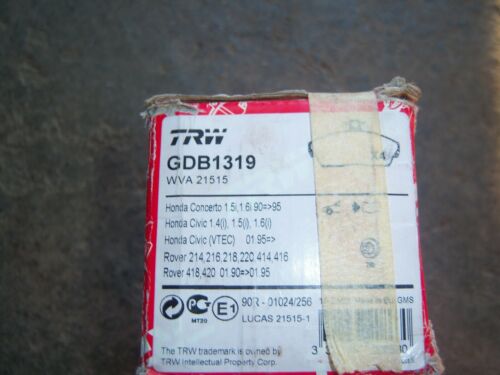 TRW
GDB1319
WVA 21515
X4
Honda Concerto 1.5i,1.6i 90=>95
Honda Civic 1.4(i), 1.5(i), 1.6(i)
Honda Civic (VTEC) 01.95=>
Rover 214,216,218,220,414,416
Rover 418,420 01.90=>01.95
MT20
E1
90R - 01024/256
LUCAS 21515-1
The TRW trademark is owned by
TRW Intellectual Property Corp.